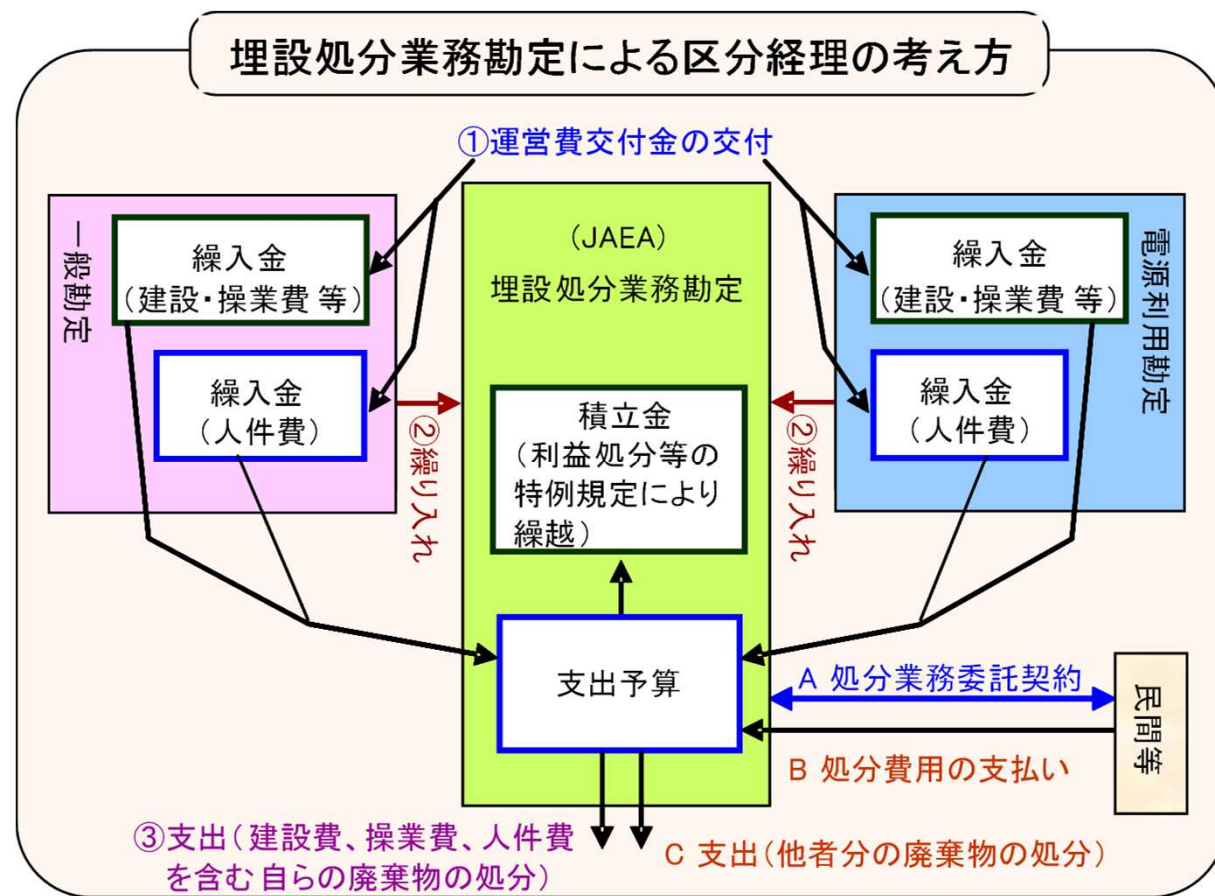 埋設処分業務勘定による区分経理の考え方
①運営費交付金の交付
一般勘定
繰入金
(建設・操業費 等)
繰入金
(人件費)
②繰り入れ
(JAEA)
埋設処分業務勘定
積立金
(利益処分等の
特例規定により
繰越)
支出予算
②繰り入れ
電源利用勘定
繰入金
(建設・操業費 等)
繰入金
(人件費)
A 処分業務委託契約
民間等
B 処分費用の支払い
③支出(建設費、操業費、人件費
を含む自らの廃棄物の処分)
C 支出(他者分の廃棄物の処分)